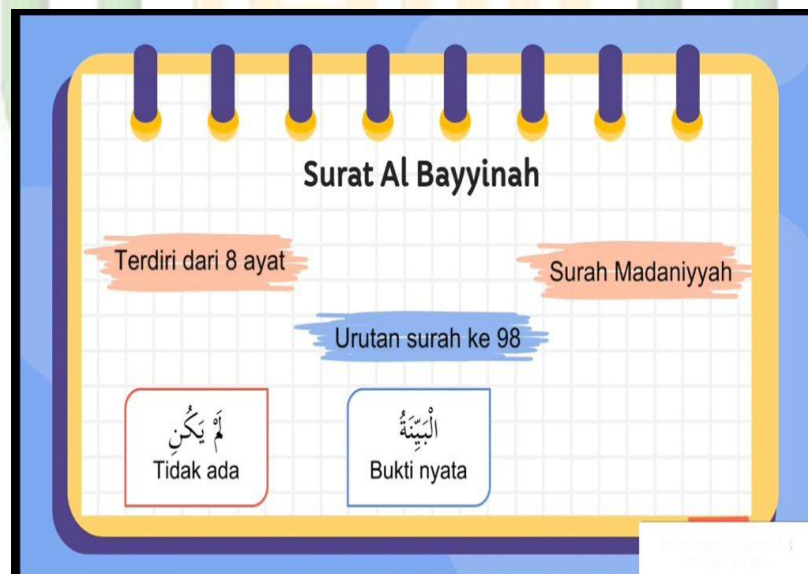 Surat Al Bayyinah
Terdiri dari 8 ayat
Surah Madaniyyah
Urutan surah ke 98
لَمْ يَكُنِ
Tidak ada
الْبَيِّنَةُ
Bukti nyata